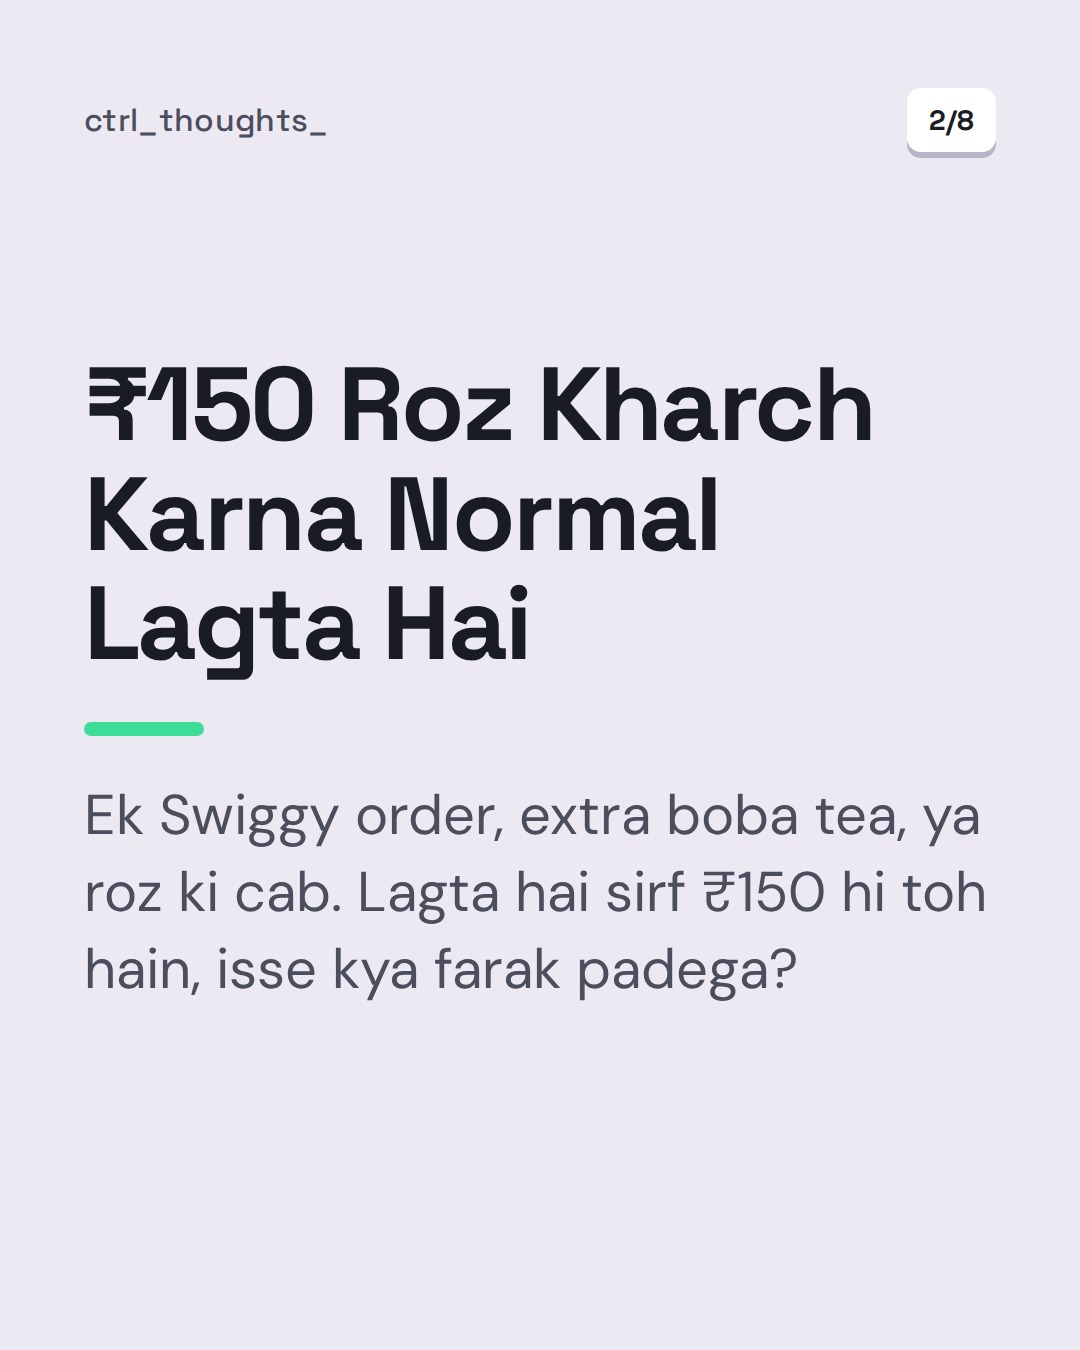 ctrl_thoughts_
2/8
₹150 Roz Kharch
Karna Normal
Lagta Hai
Ek Swiggy order, extra boba tea, ya
roz ki cab. Lagta hai sirf ₹150 hi toh
hain, isse kya farak padega?